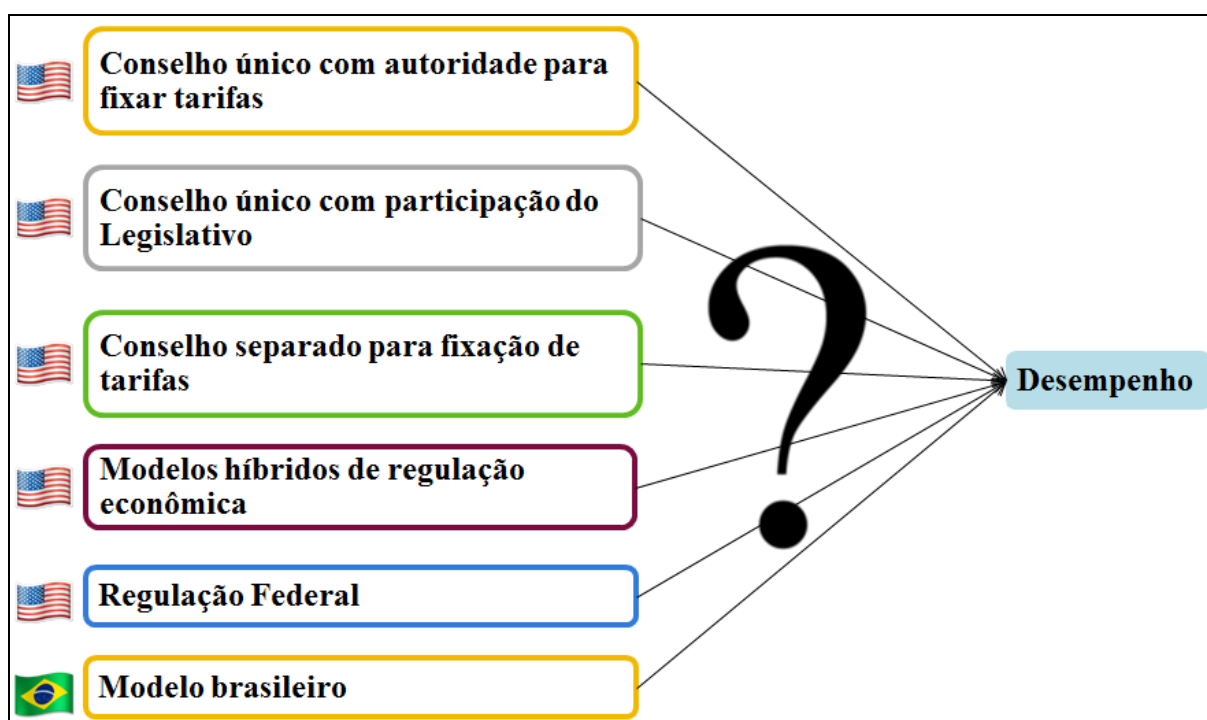 Conselho único com autoridade para
fixar tarifas
Conselho único com participação do
Legislativo
Conselho separado para fixação de
tarifas
Modelos híbridos de regulação
econômica
Regulação Federal
Modelo brasileiro
?
Desempenho